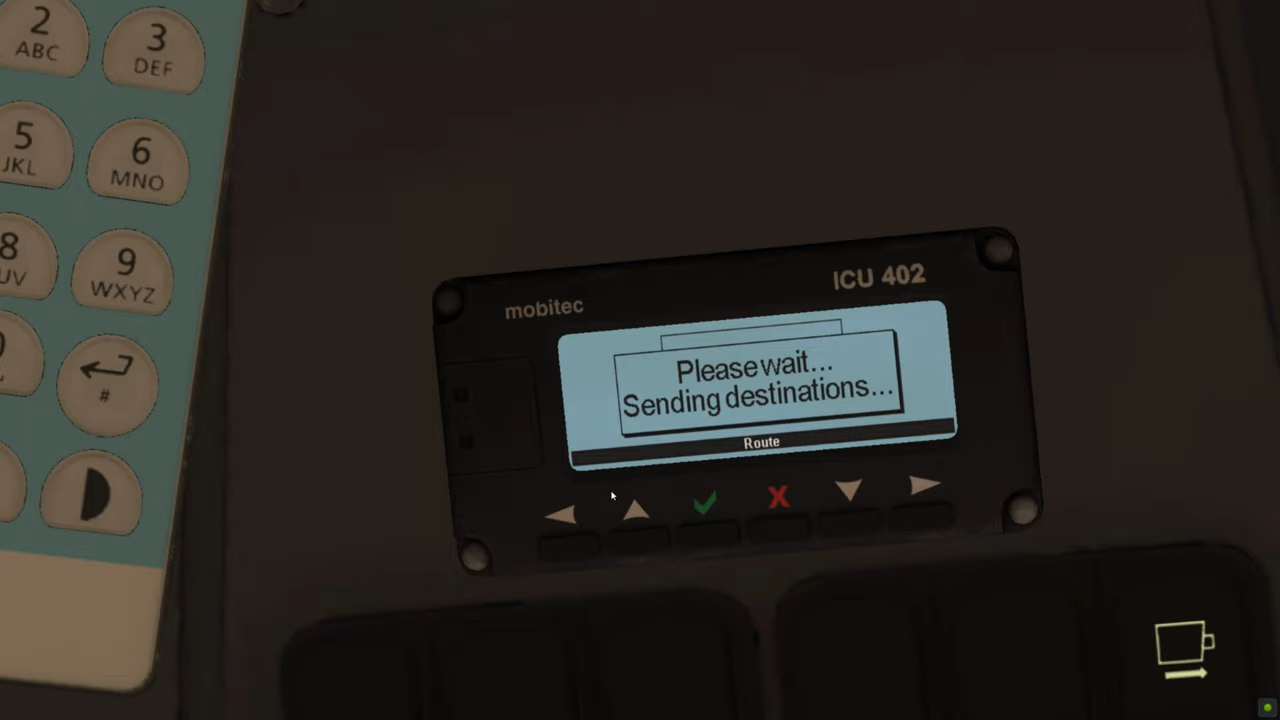 2
ABC
3
DEF
5
JKL
6
MNO
8
9
WXYZ
#
mobitec
ICU 402
Please wait...
Sending destinations...
Route
X